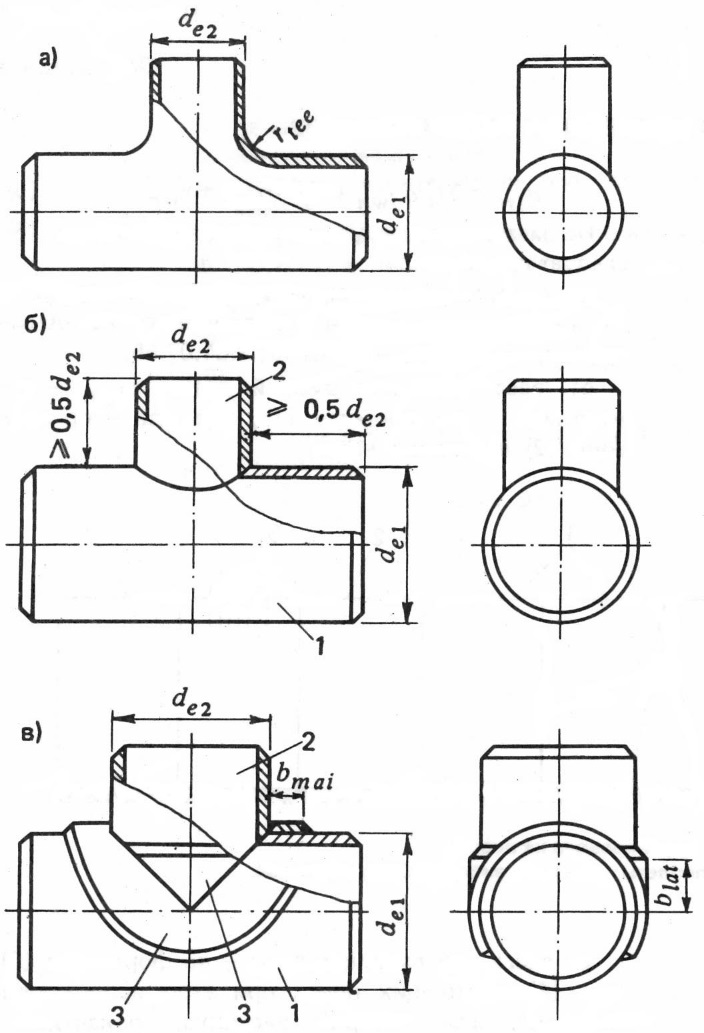 а)
d e2
r tee
d e1
б)
d e2
2
⩾ 0,5 d e2
⩾ 0,5 d e2
d e1
1
в)
d e2
2
b mai
b lat
d e1
3
3
1